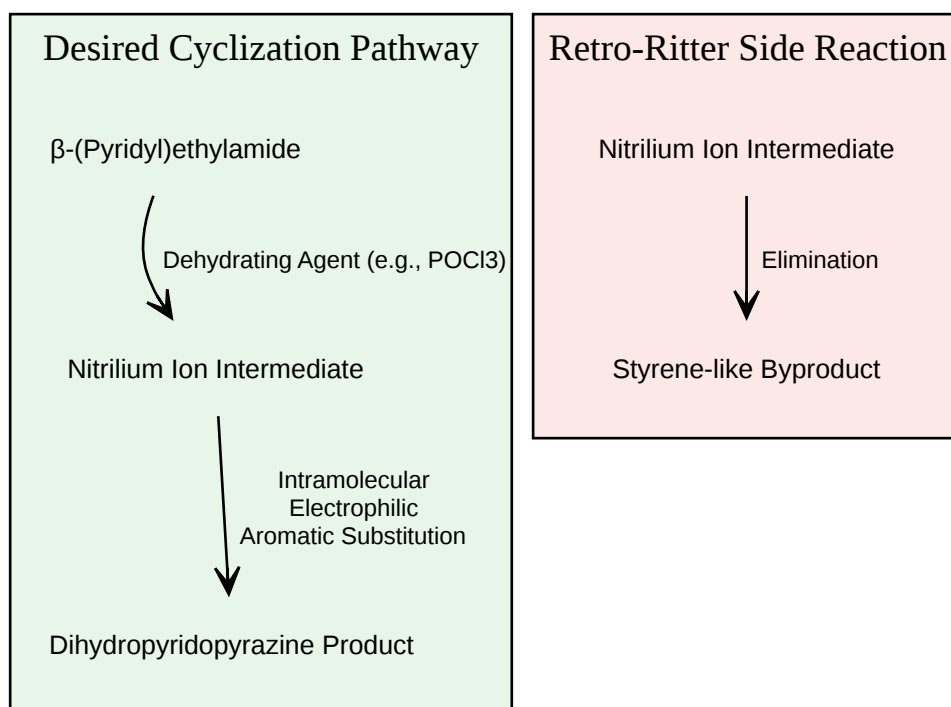 Desired Cyclization Pathway
β-(Pyridyl)ethylamide
Dehydrating Agent (e.g., POCl3)
Nitrilium Ion Intermediate
Intramolecular
Electrophilic
Aromatic Substitution
Dihydropyridopyrazine Product
Retro-Ritter Side Reaction
Nitrilium Ion Intermediate
Elimination
Styrene-like Byproduct